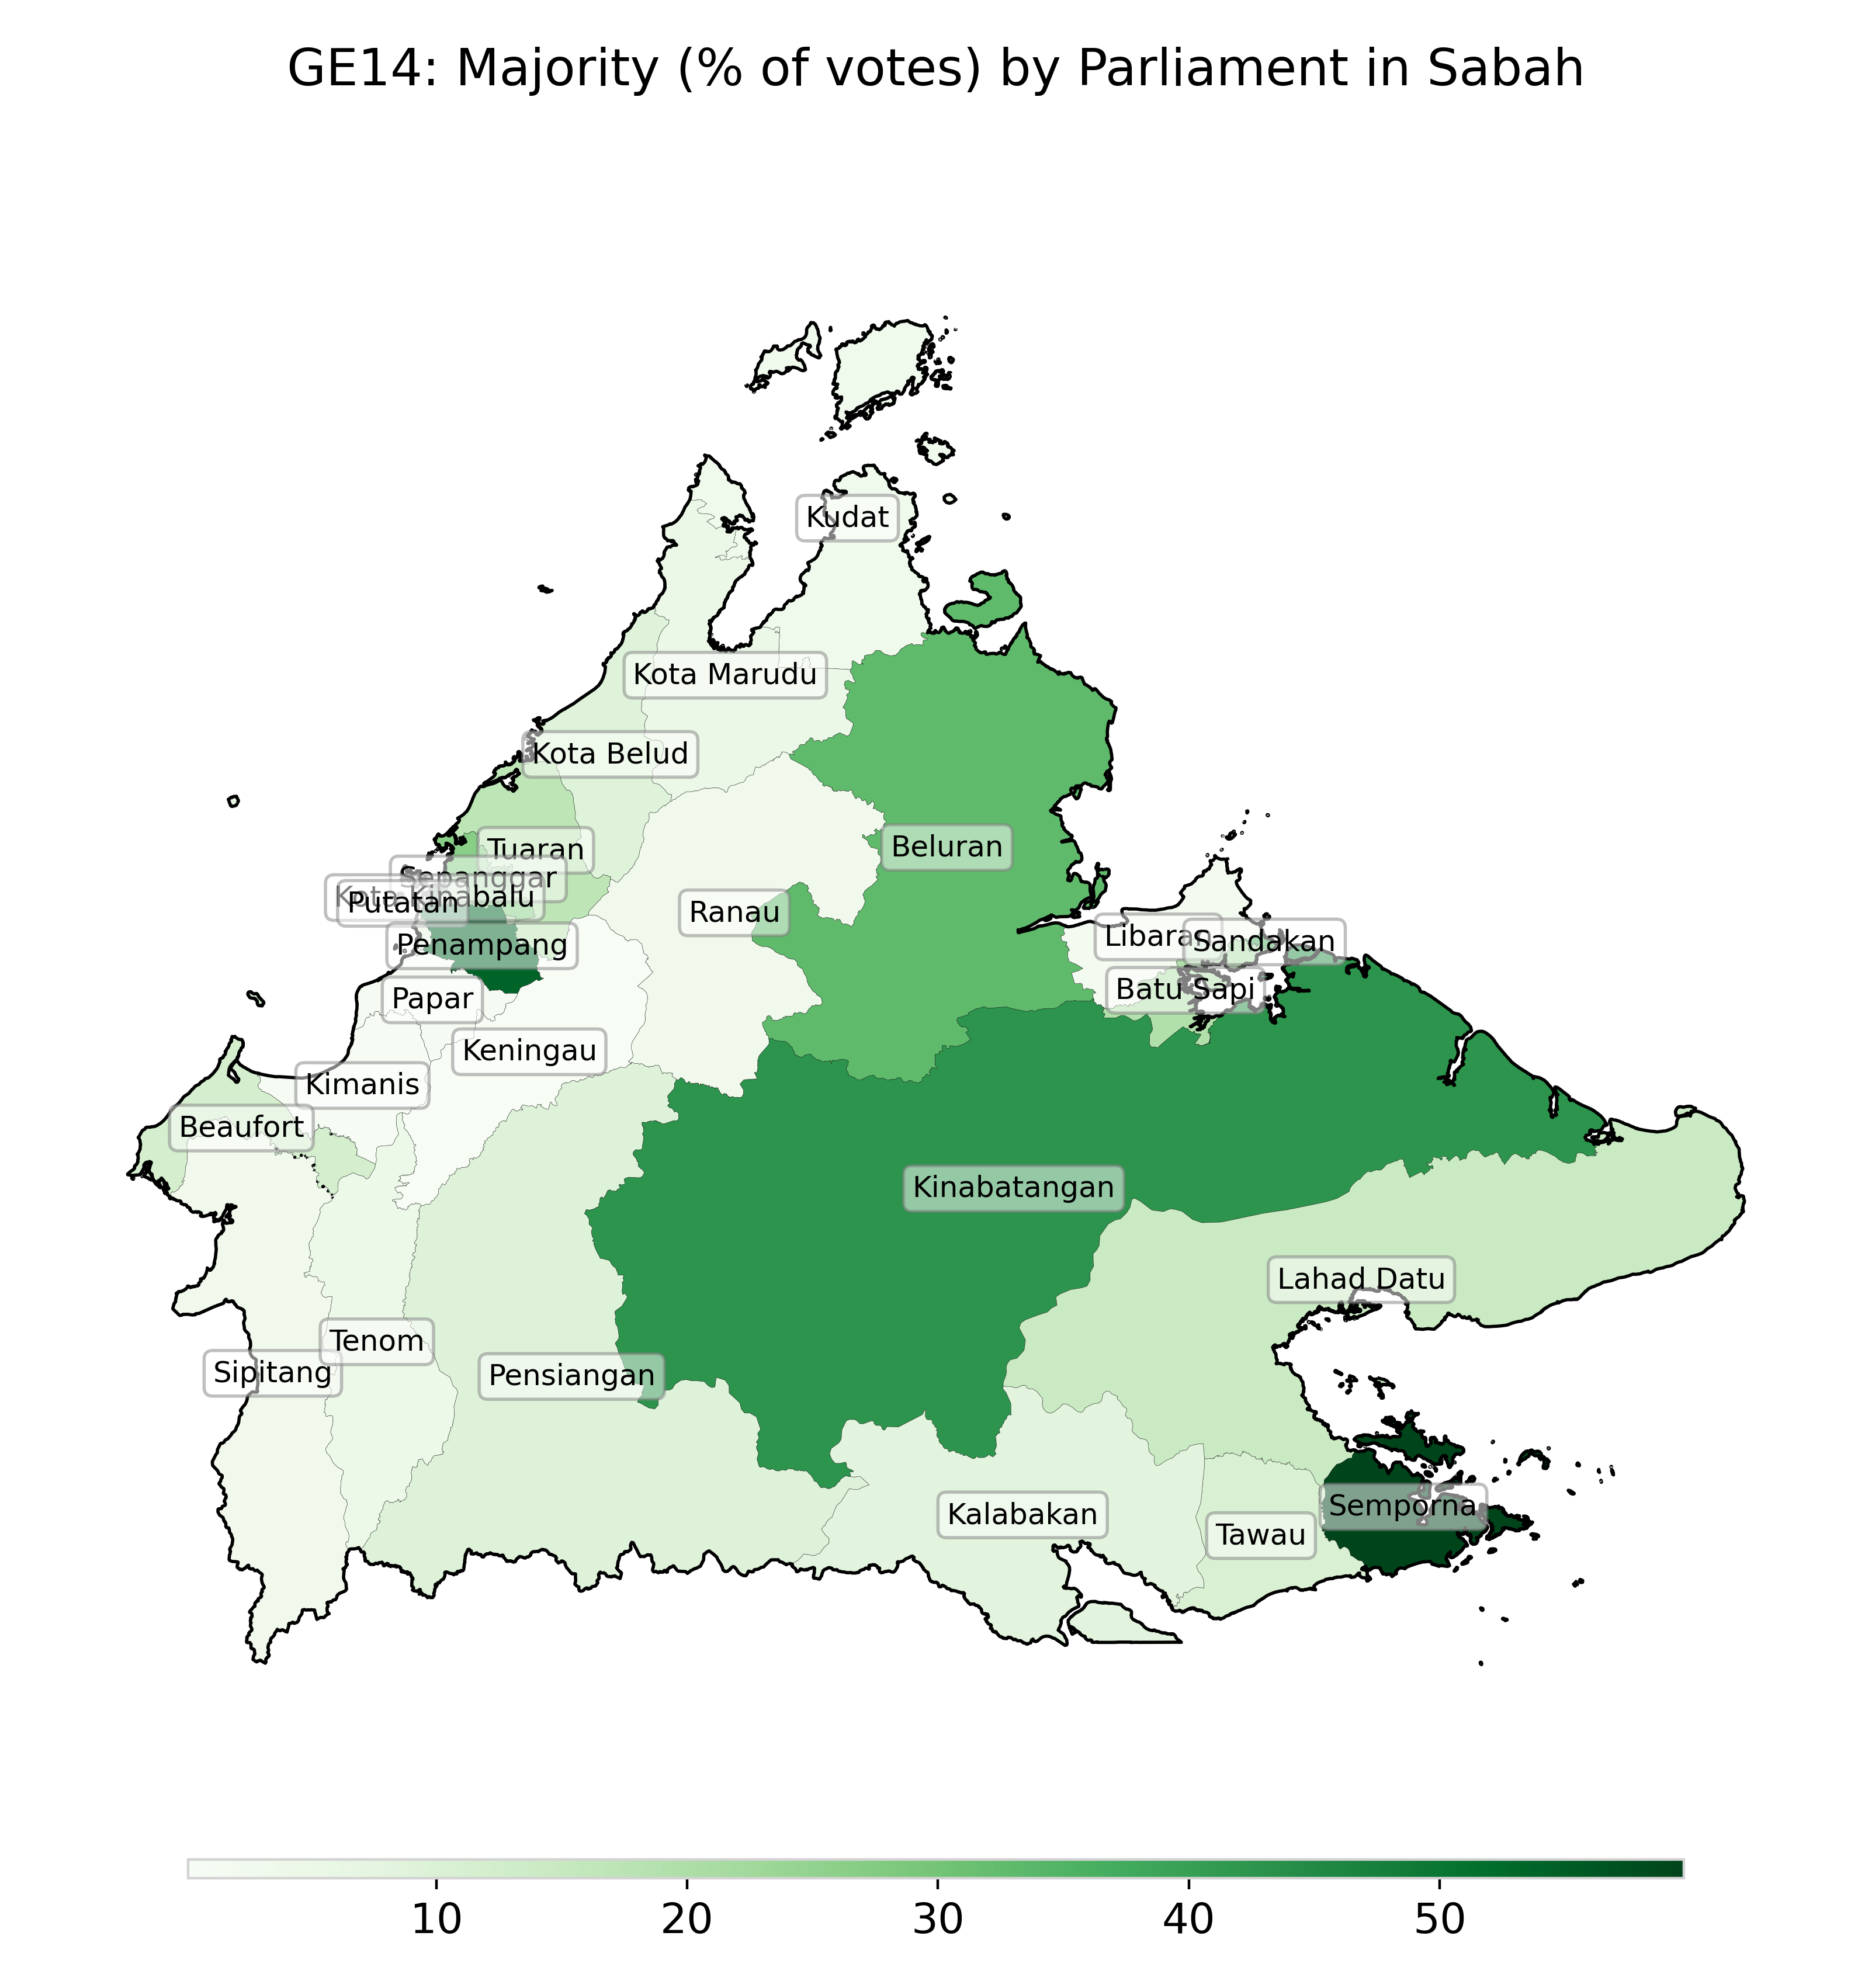 GE14: Majority (% of votes) by Parliament in Sabah
Kudat
Kota Marudu
Kota Belud
Tuaran
Sepanggar
Kota Kinabalu
Putatan
Penampang
Beluran
Ranau
Libaran
Sandakan
Batu Sapi
Papar
Keningau
Kimanis
Beaufort
Kinabatangan
Lahad Datu
Tenom
Sipitang
Pensiangan
Kalabakan
Semporna
Tawau
10 20 30 40 50